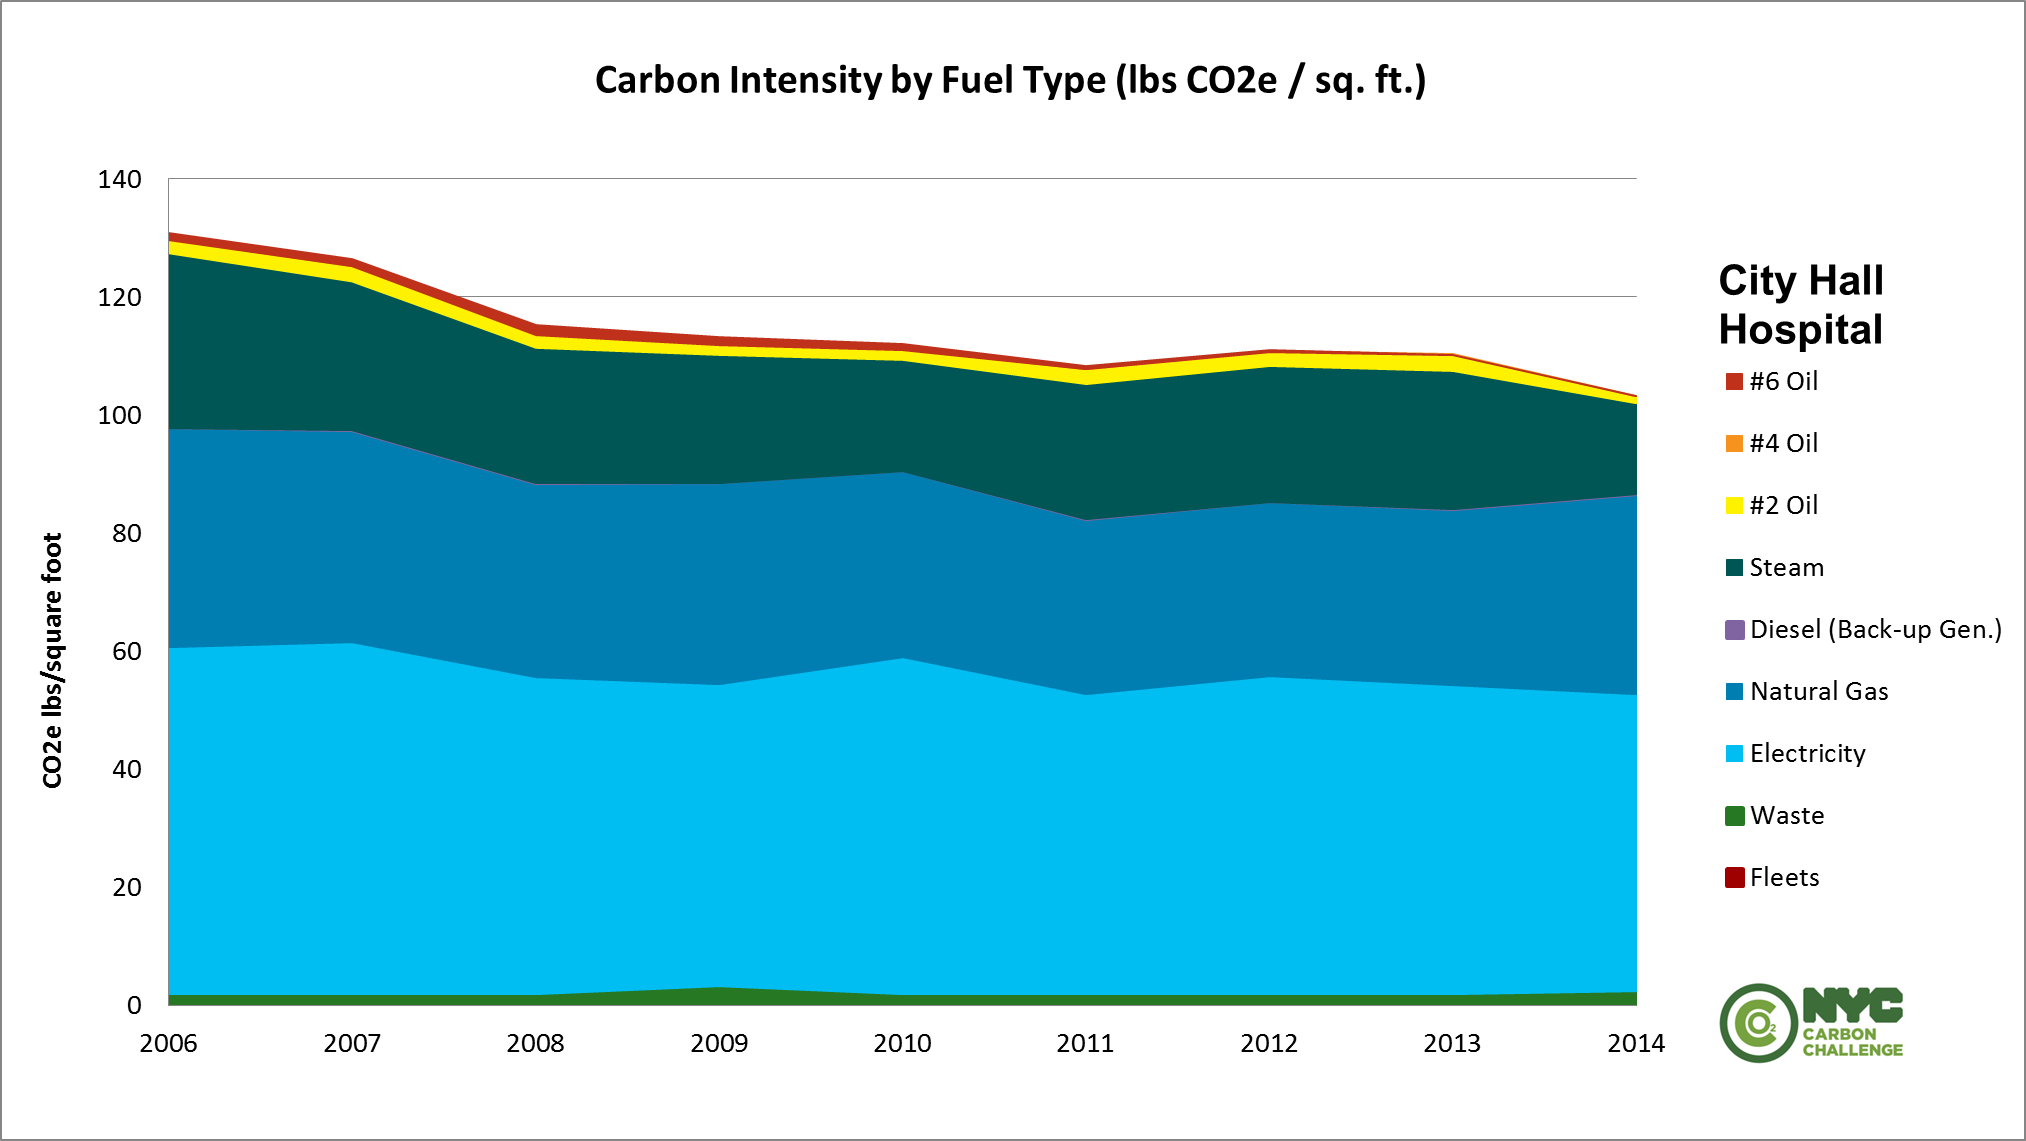 Carbon Intensity by Fuel Type (lbs CO2e / sq. ft.)
CO2e lbs/square foot
140
120
100
80
60
40
20
0
2006 2007 2008 2009 2010 2011 2012 2013 2014
City Hall
Hospital
#6 Oil
#4 Oil
#2 Oil
Steam
Diesel (Back-up Gen.)
Natural Gas
Electricity
Waste
Fleets
CO2
NYC
CARBON
CHALLENGE